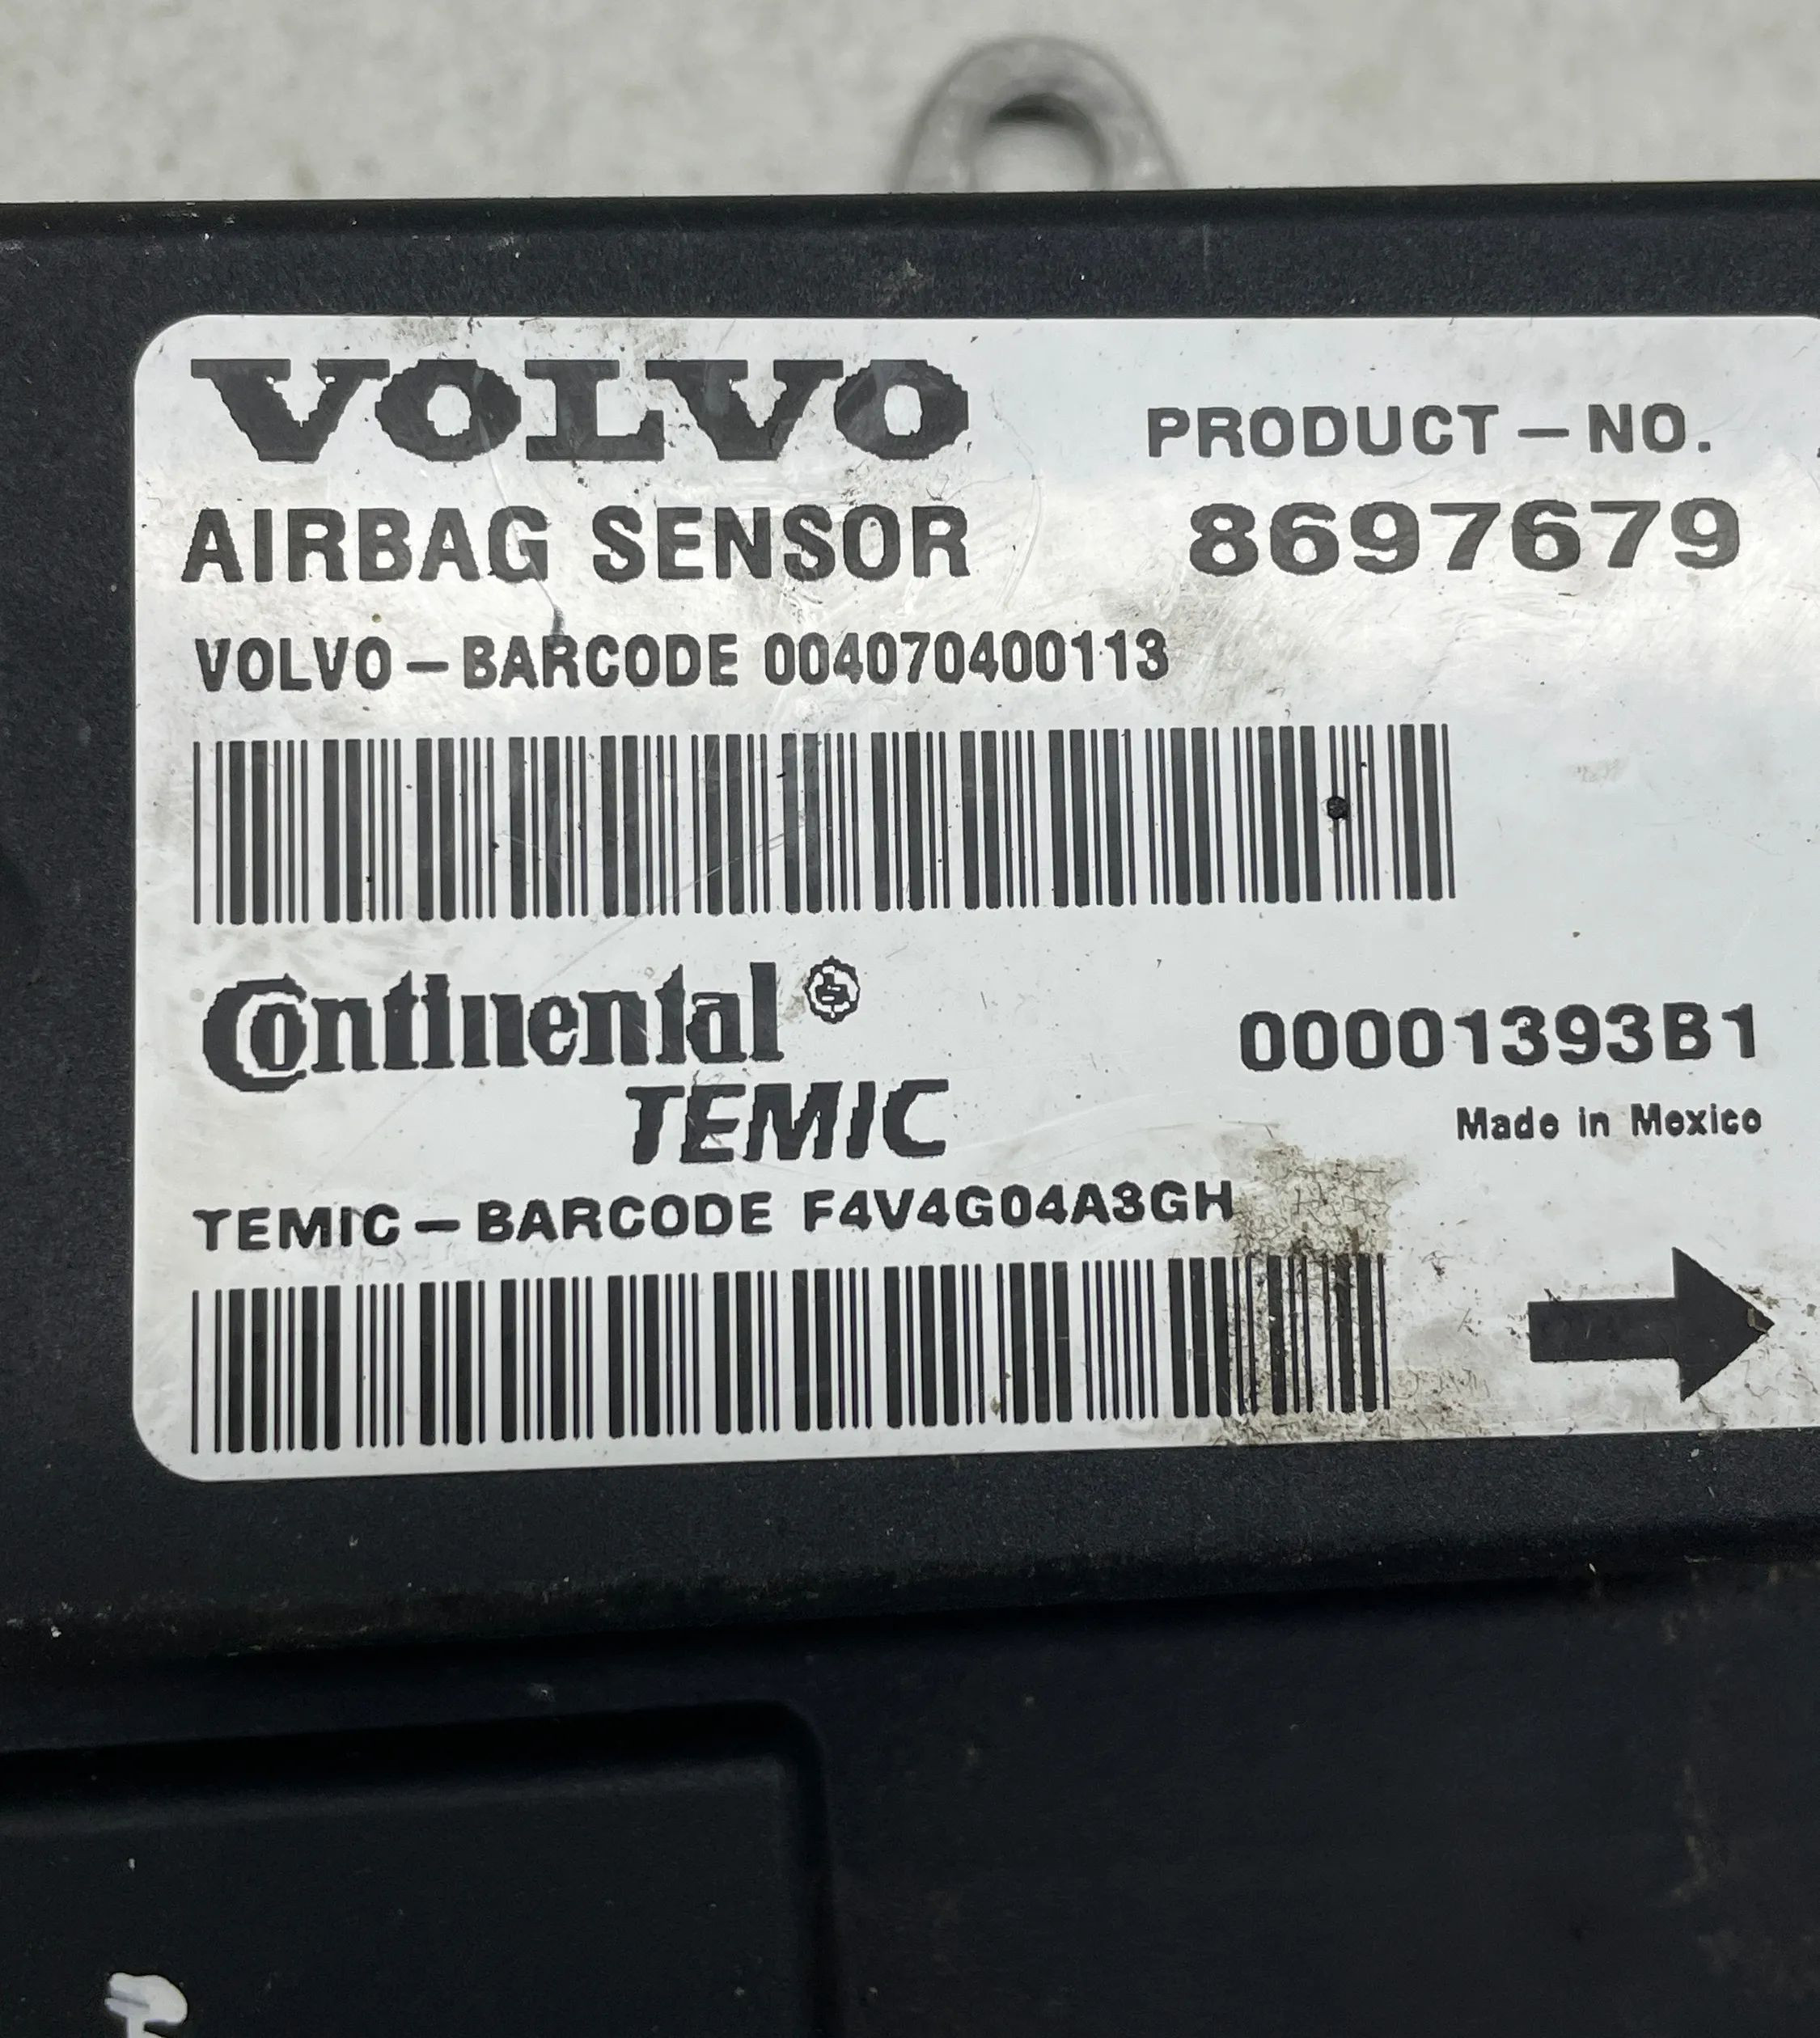 VOLVO
PRODUCT-NO.
AIRBAG SENSOR
8697679
VOLVO-BARCODE 004070400113
Continental®
00001393B1
TEMIC
Made in Mexico
TEMIC-BARCODE F4V4G04A3GH